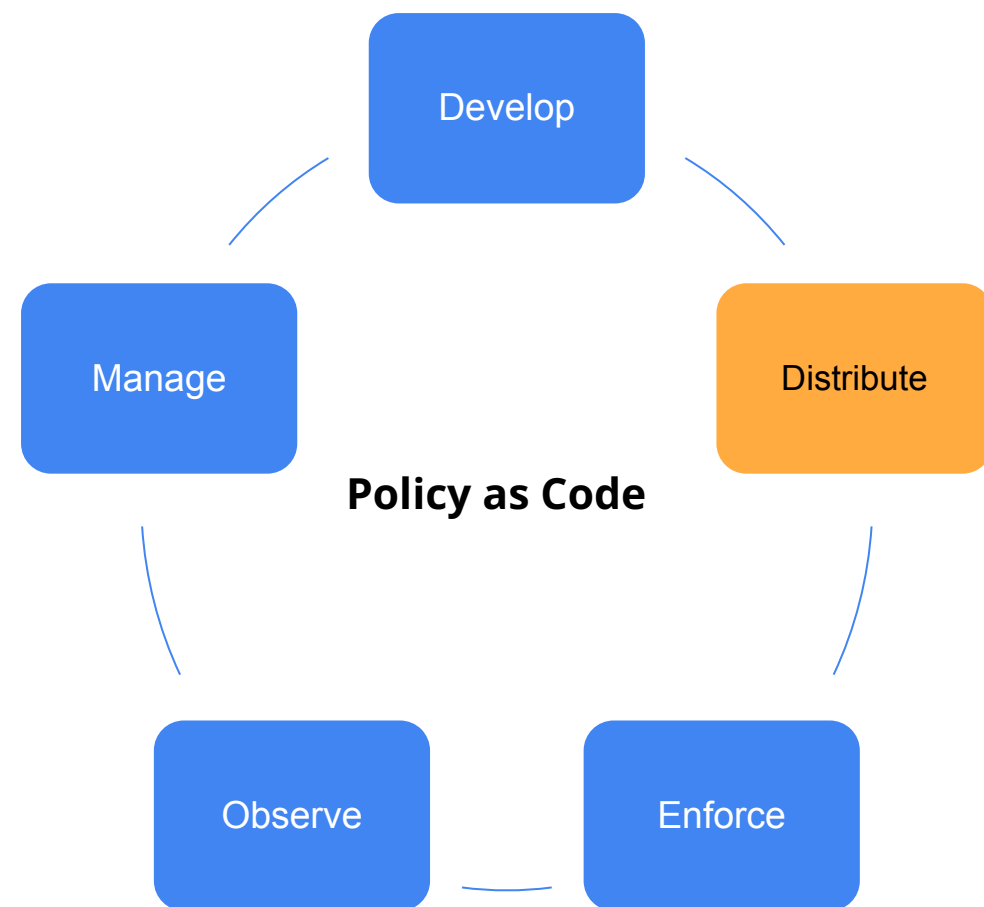 Develop
Manage
Distribute
Policy as Code
Observe
Enforce